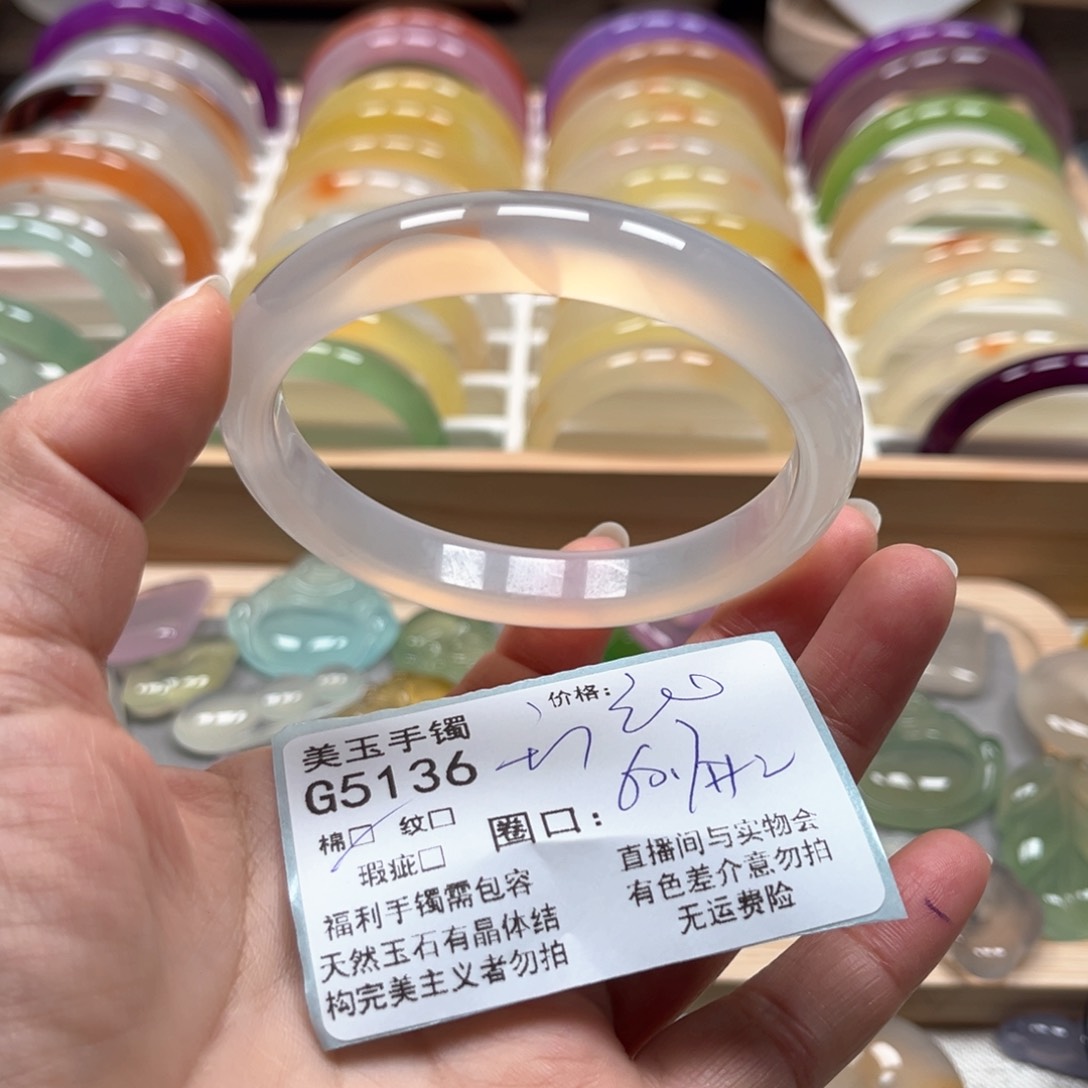 价格：
美玉手镯
G5136
棉☑ 纹□ 圈口：
瑕疵□
福利手镯需包容
天然玉石有晶体结
构完美主义者勿拍
直播间与实物会
有色差介意勿拍
无运费险